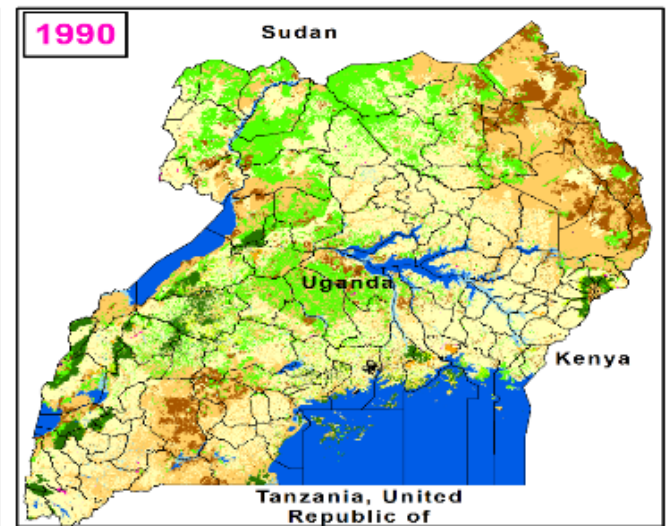 1990
Sudan
Uganda
Kenya
Tanzania, United
Republic of